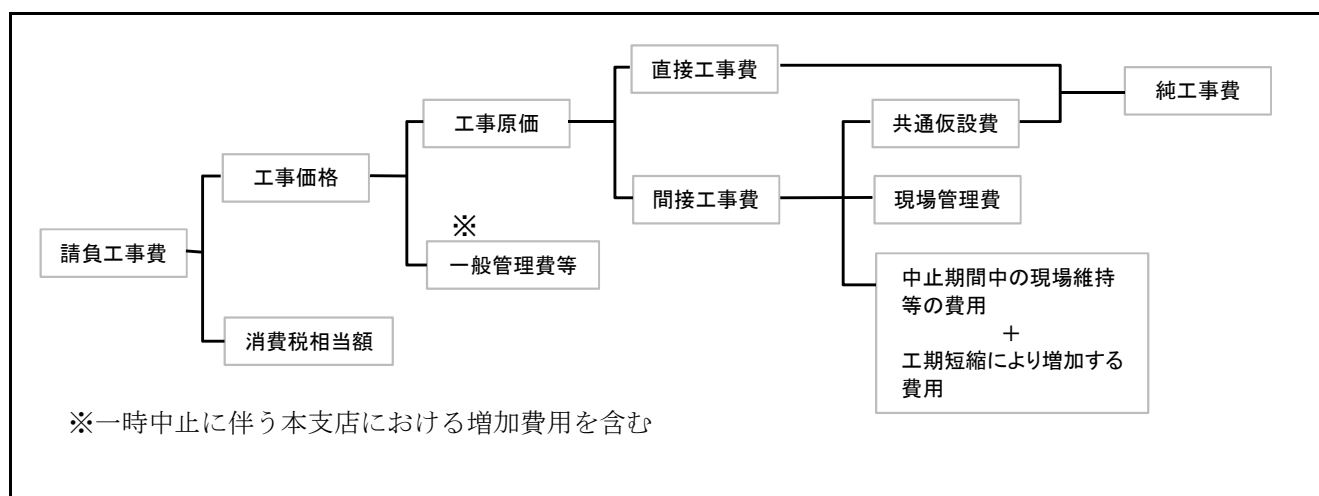 直接工事費
純工事費
工事原価
共通仮設費
工事価格
間接工事費
現場管理費
※
請負工事費
一般管理費等
中止期間中の現場維持
等の費用
＋
工期短縮により増加する
費用
消費税相当額
※一時中止に伴う本支店における増加費用を含む